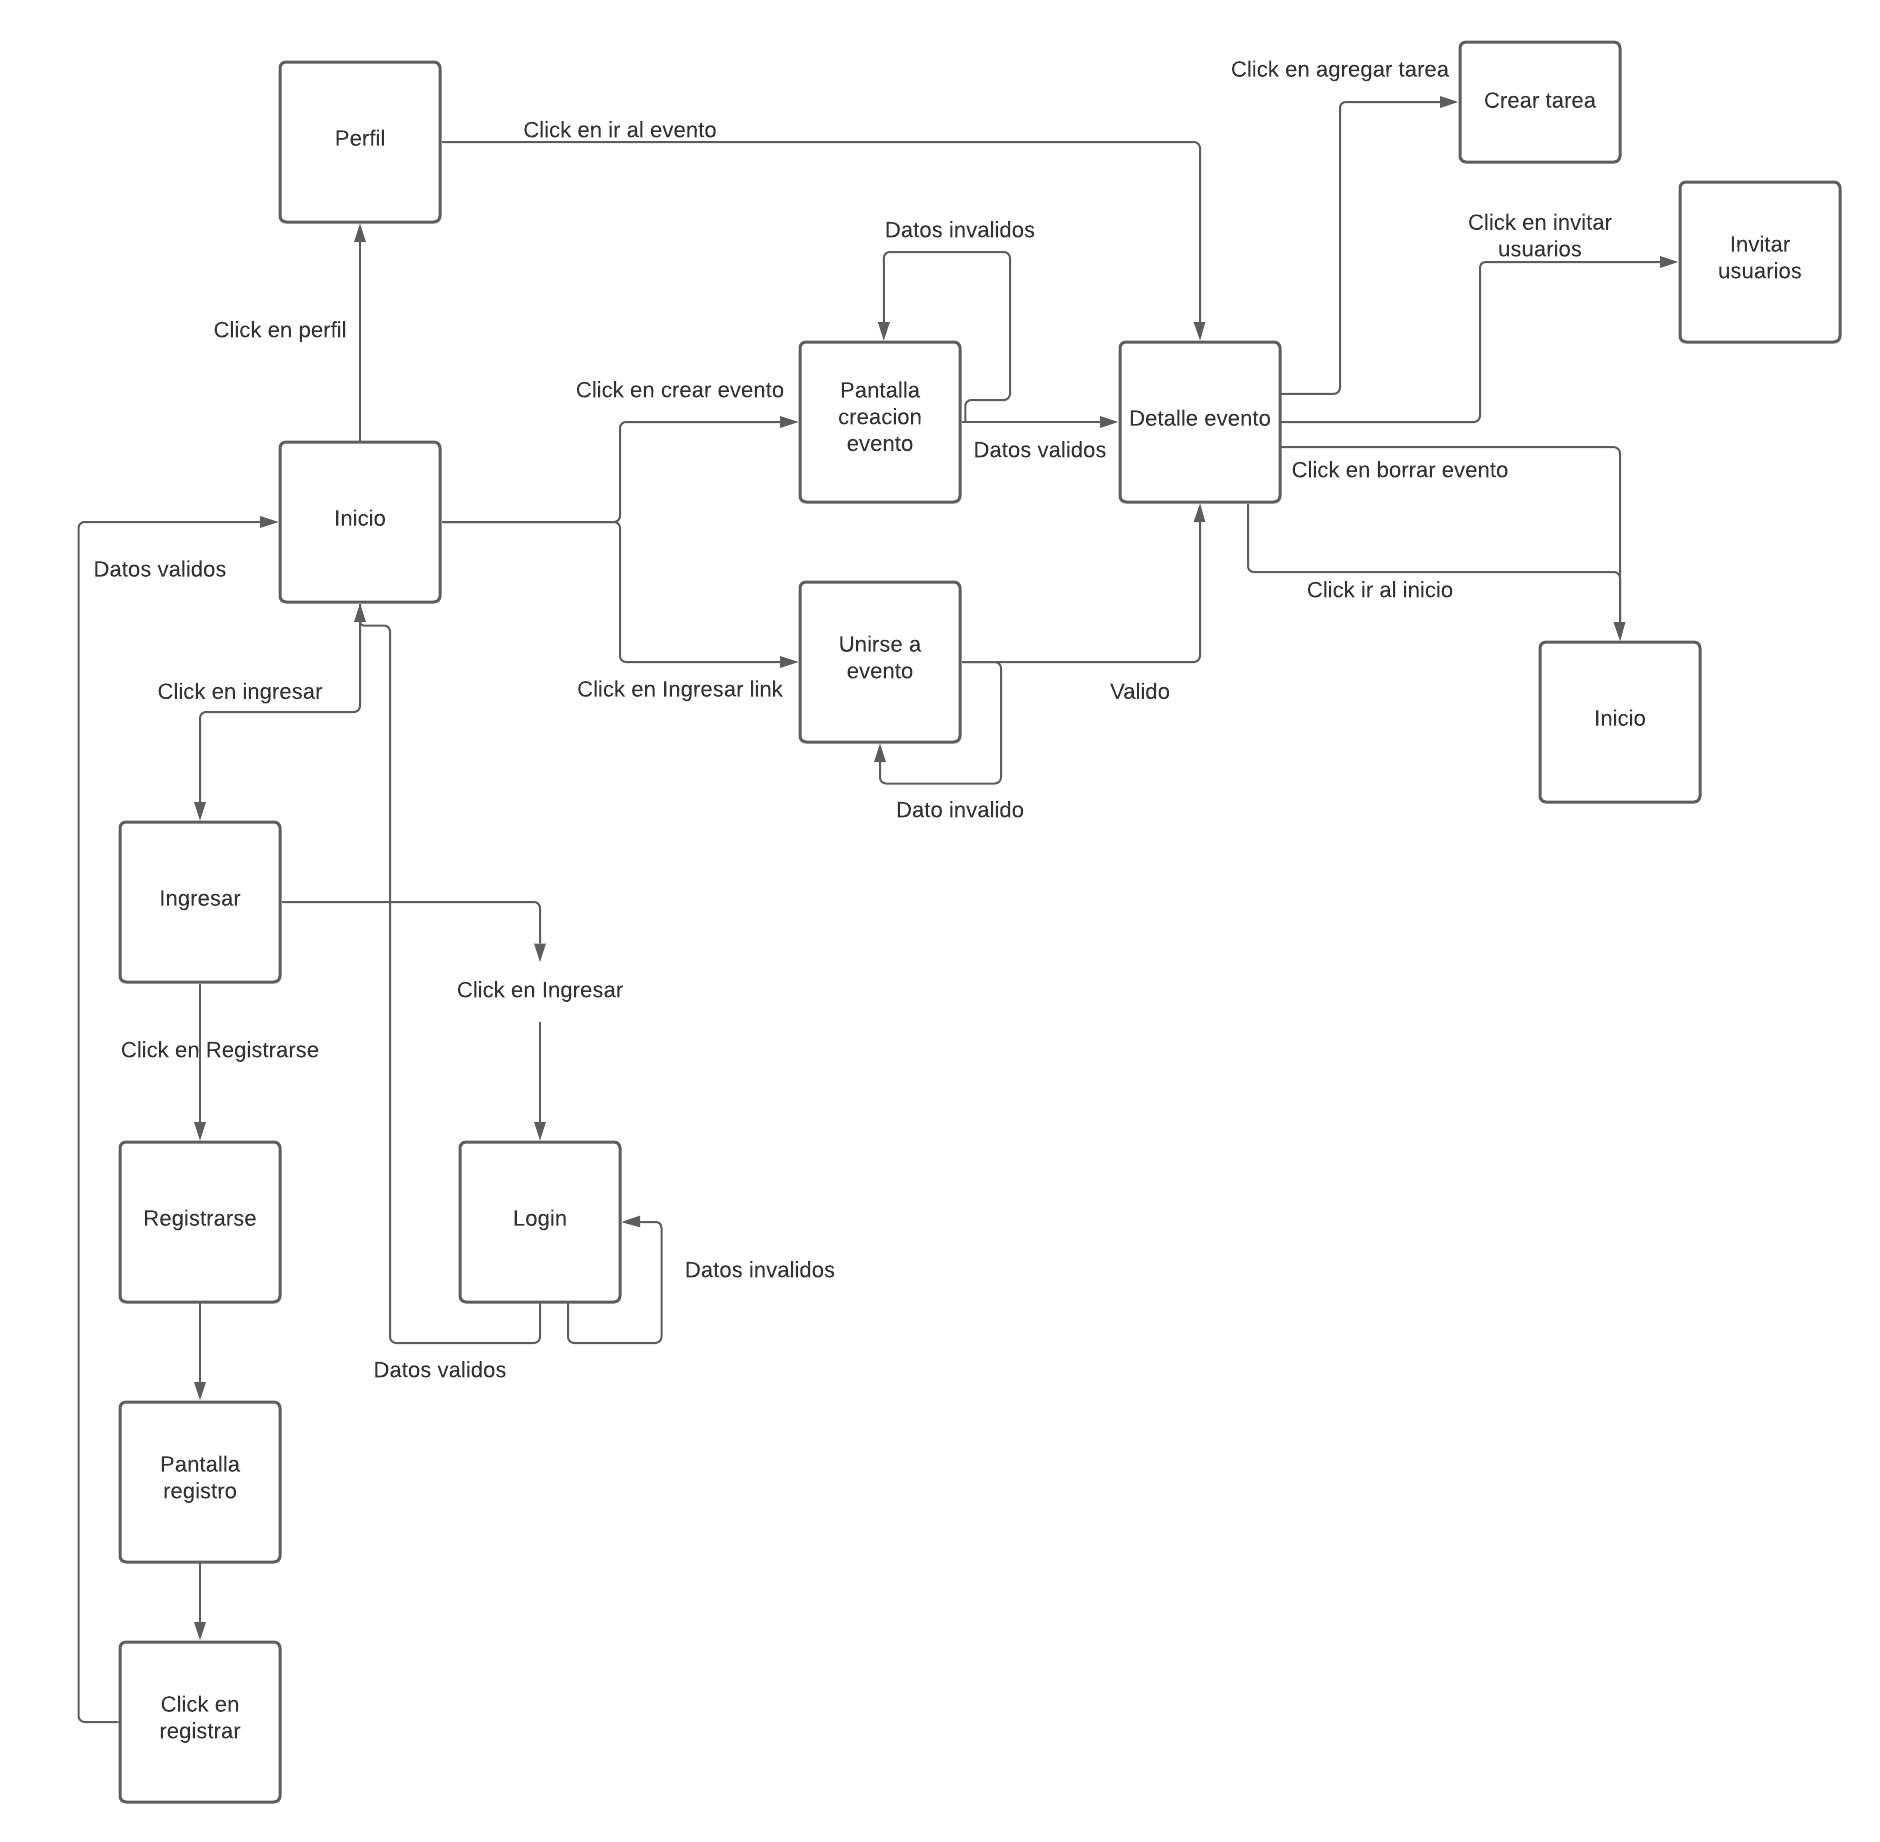 Click en agregar tarea
Crear tarea
Perfil
Click en ir al evento
Click en invitar
usuarios
Invitar
usuarios
Datos invalidos
Click en perfil
Click en crear evento
Pantalla
creacion
evento
Datos validos
Detalle evento
Click en borrar evento
Inicio
Datos validos
Click ir al inicio
Unirse a
evento
Click en ingresar
Click en Ingresar link
Valido
Inicio
Dato invalido
Ingresar
Click en Ingresar
Click en Registrarse
Registrarse
Login
Datos invalidos
Datos validos
Pantalla
registro
Click en
registrar